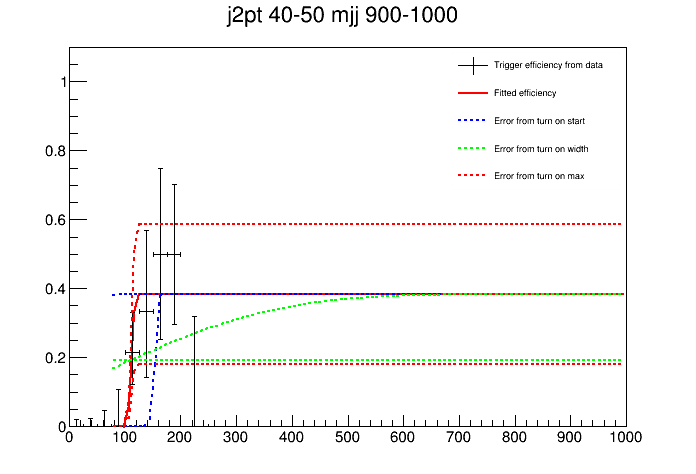 j2pt 40-50 mjj 900-1000
Trigger efficiency from data
Fitted efficiency
Error from turn on start
Error from turn on width
Error from turn on max
1
0.8
0.6
0.4
0.2
0
0 100 200 300 400 500 600 700 800 900 1000